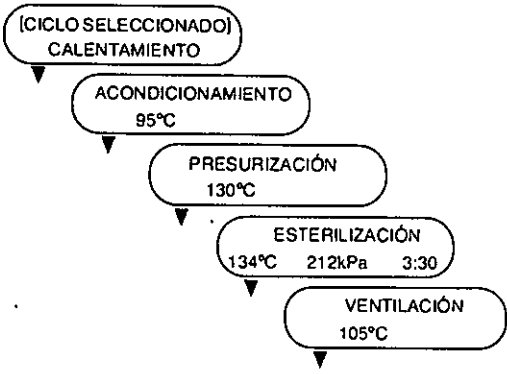 [CICLO SELECCIONADO]
CALENTAMIENTO
ACONDICIONAMIENTO
95°C
PRESURIZACIÓN
130°C
ESTERILIZACIÓN
134°C 212kPa 3:30
VENTILACIÓN
105°C